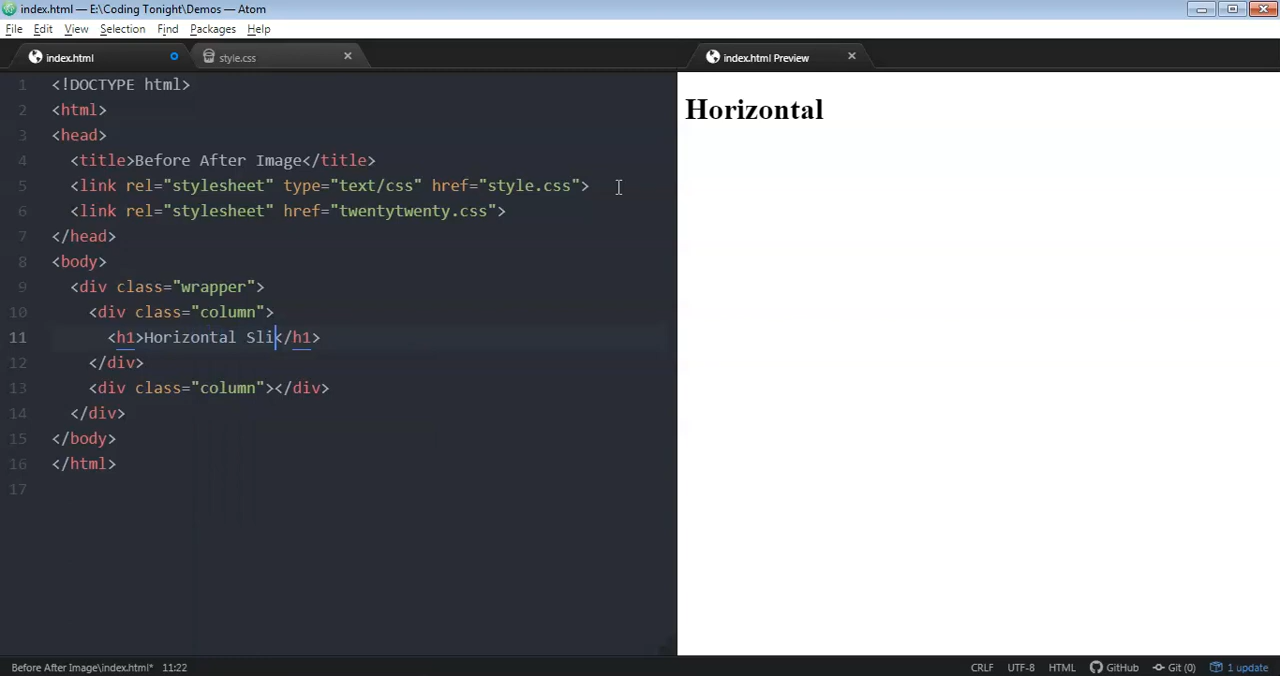 index.html — E:\Coding Tonight\Demos — Atom
File Edit View Selection Find Packages Help
index.html style.css index.html Preview
1 <!DOCTYPE html>
2 <html>
3 <head>
4 <title>Before After Image</title>
5 <link rel="stylesheet" type="text/css" href="style.css">
6 <link rel="stylesheet" href="twentytwenty.css">
7 </head>
8 <body>
9 <div class="wrapper">
10 <div class="column">
11 <h1>Horizontal Sli</h1>
12 </div>
13 <div class="column"></div>
14 </div>
15 </body>
16 </html>
17
Horizontal
Before After Image\index.html* 11:22 CRLF UTF-8 HTML GitHub Git (0) 1 update